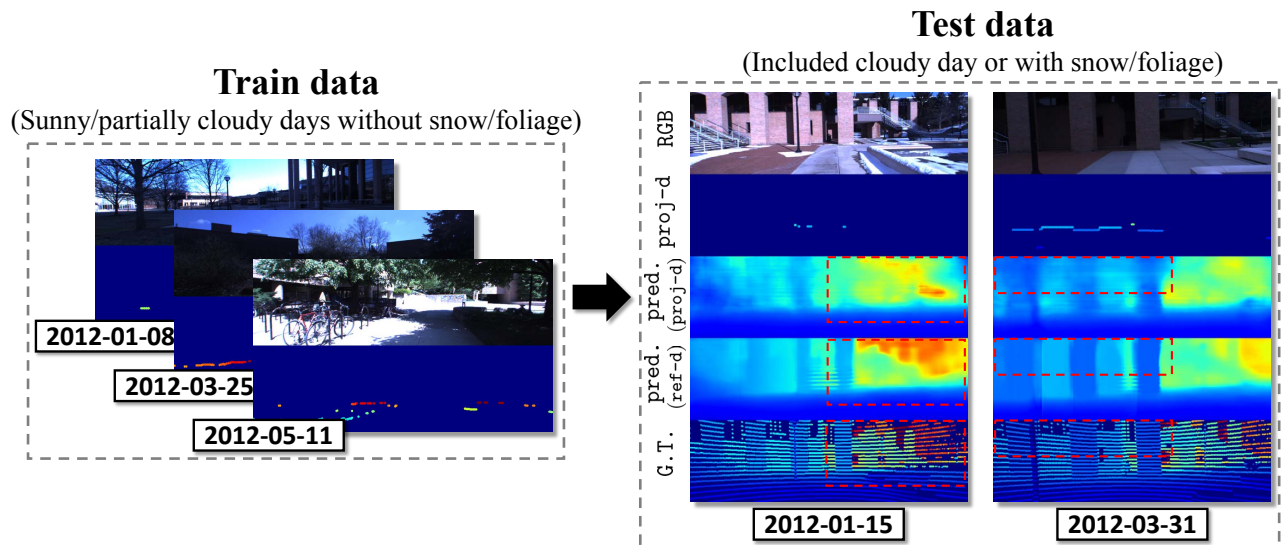 Train data
(Sunny/partially cloudy days without snow/foliage)
2012-01-08
2012-03-25
2012-05-11
Test data
(Included cloudy day or with snow/foliage)
RGB
proj-d
pred.
(proj-d)
pred.
(ref-d)
G.T.
2012-01-15
2012-03-31